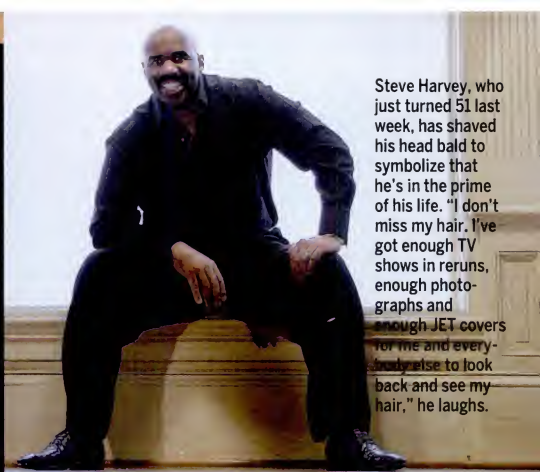 Steve Harvey, who
just turned 51 last
week, has shaved
his head bald to
symbolize that
he's in the prime
of his life. "I don't
miss my hair. I've
got enough TV
shows in reruns,
enough photo-
graphs and
enough JET covers
for me and every-
body else to look
back and see my
hair," he laughs.